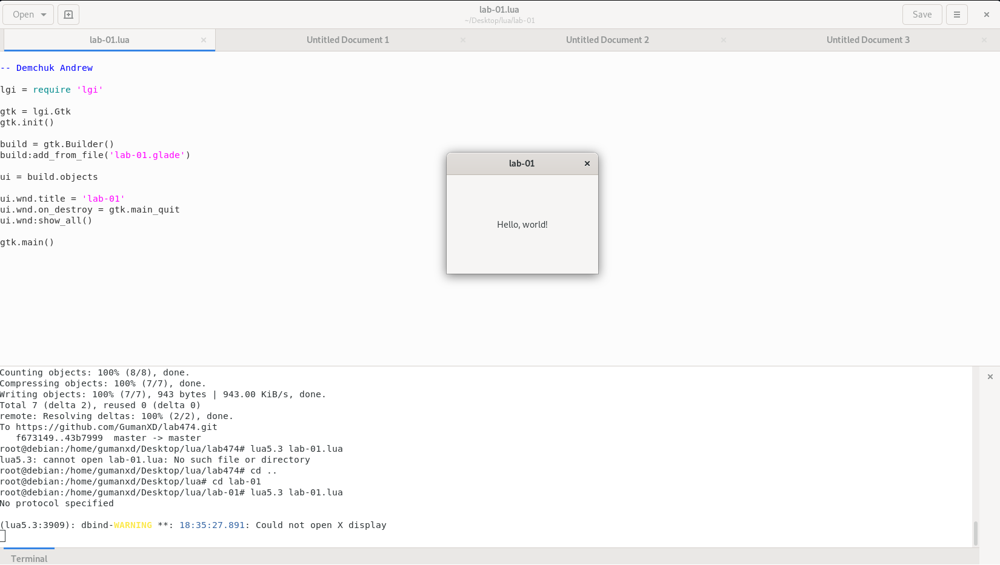 Open
lab-01.lua
~/Desktop/lua/lab-01
Save
lab-01.lua
Untitled Document 1
Untitled Document 2
Untitled Document 3
-- Demchuk Andrew
lgi = require 'lgi'
gtk = lgi.Gtk
gtk.init()
build = gtk.Builder()
build:add_from_file('lab-01.glade')
ui = build.objects
ui.wnd.title = 'lab-01'
ui.wnd.on_destroy = gtk.main_quit
ui.wnd:show_all()
gtk.main()
lab-01
Hello, world!
Counting objects: 100% (8/8), done.
Compressing objects: 100% (7/7), done.
Writing objects: 100% (7/7), 943 bytes | 943.00 KiB/s, done.
Total 7 (delta 2), reused 0 (delta 0)
remote: Resolving deltas: 100% (2/2), done.
To https://github.com/GumanXD/lab474.git
   f673149..43b7999  master -> master
root@debian:/home/gumanxd/Desktop/lua/lab474# lua5.3 lab-01.lua
lua5.3: cannot open lab-01.lua: No such file or directory
root@debian:/home/gumanxd/Desktop/lua/lab474# cd ..
root@debian:/home/gumanxd/Desktop/lua# cd lab-01
root@debian:/home/gumanxd/Desktop/lua/lab-01# lua5.3 lab-01.lua
No protocol specified
(lua5.3:3909): dbind-WARNING **: 18:35:27.891: Could not open X display
Terminal